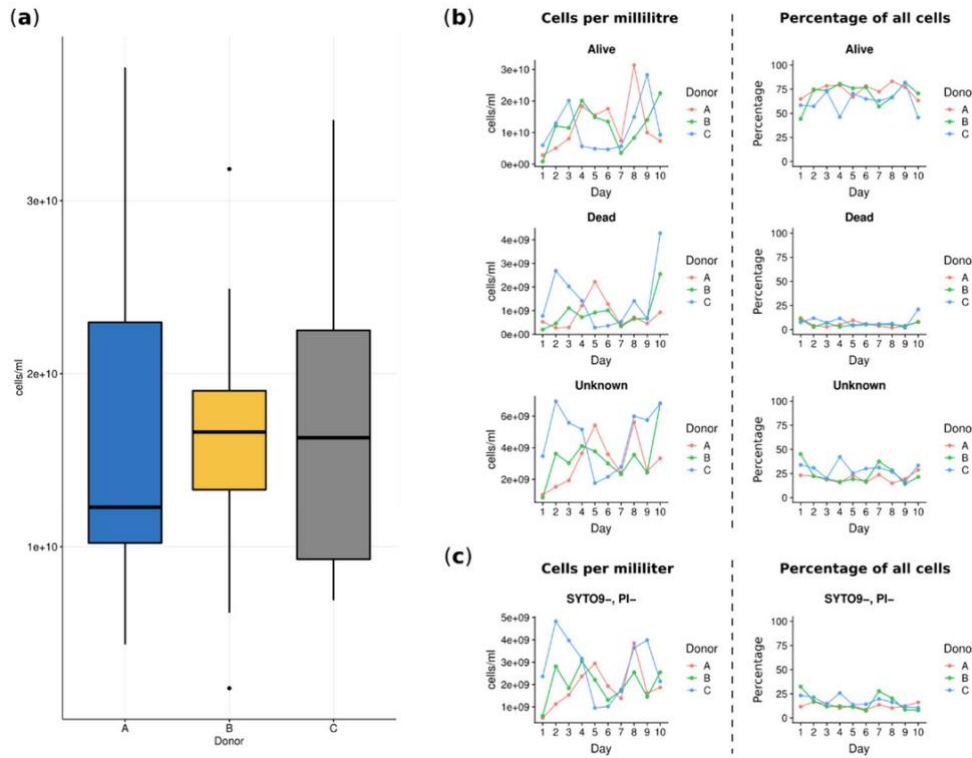 (a)
cells/ml
3e+10
2e+10
1e+10
A B C
Donor
(b)
Cells per millilitre Percentage of all cells
Alive
cells/ml
3e+10
2e+10
1e+10
0e+00
1 2 3 4 5 6 7 8 9 10
Day
Donor
A
B
C
Alive
Percentage
100
75
50
25
0
1 2 3 4 5 6 7 8 9 10
Day
Donor
A
B
C
Dead
cells/ml
4e+09
3e+09
2e+09
1e+09
0e+00
1 2 3 4 5 6 7 8 9 10
Day
Donor
A
B
C
Dead
Percentage
100
75
50
25
0
1 2 3 4 5 6 7 8 9 10
Day
Donor
A
B
C
Unknown
cells/ml
6e+09
4e+09
2e+09
1 2 3 4 5 6 7 8 9 10
Day
Donor
A
B
C
Unknown
Percentage
100
75
50
25
0
1 2 3 4 5 6 7 8 9 10
Day
Donor
A
B
C
(c)
Cells per mililiter Percentage of all cells
SYTO9−, PI−
cells/ml
5e+09
4e+09
3e+09
2e+09
1e+09
1 2 3 4 5 6 7 8 9 10
Day
Donor
A
B
C
SYTO9−, PI−
Percentage
100
75
50
25
0
1 2 3 4 5 6 7 8 9 10
Day
Donor
A
B
C